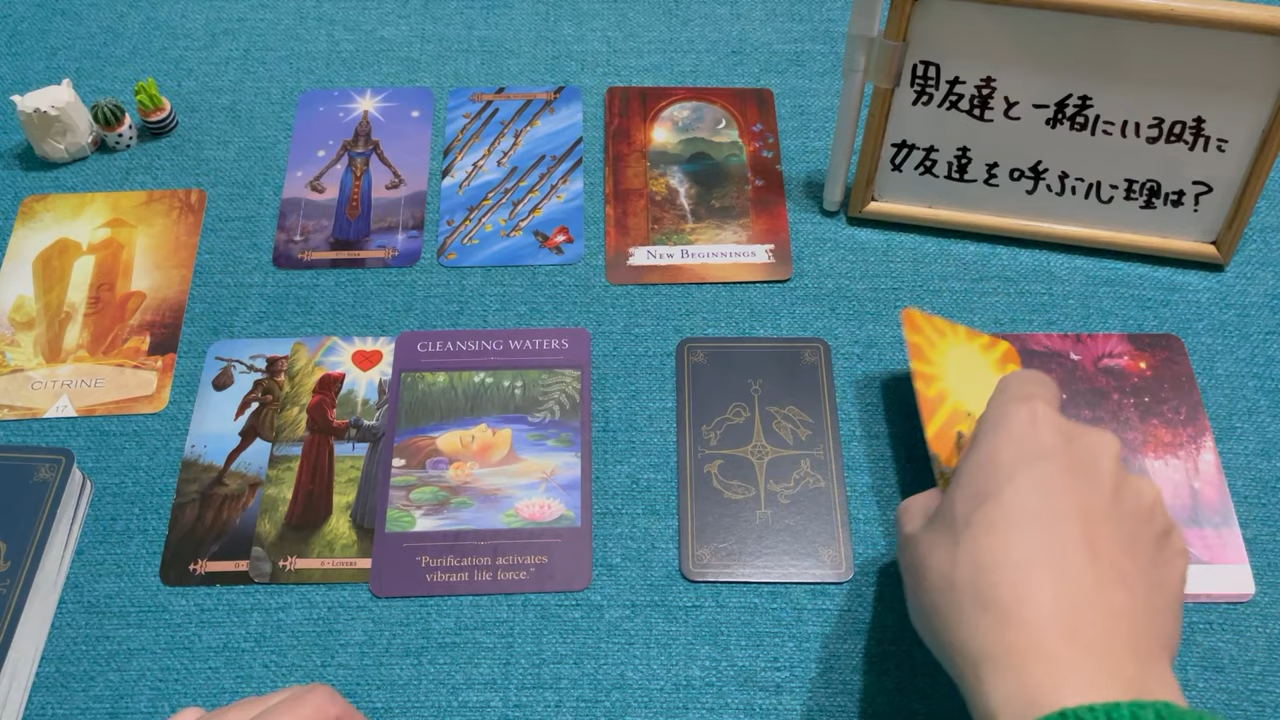 男友達と一緒にいる時に
女友達を呼ぶ心理は?
NEW BEGINNINGS
CITRINE
17
CLEANSING WATERS
6 • LOVERS
"Purification activates
vibrant life force."